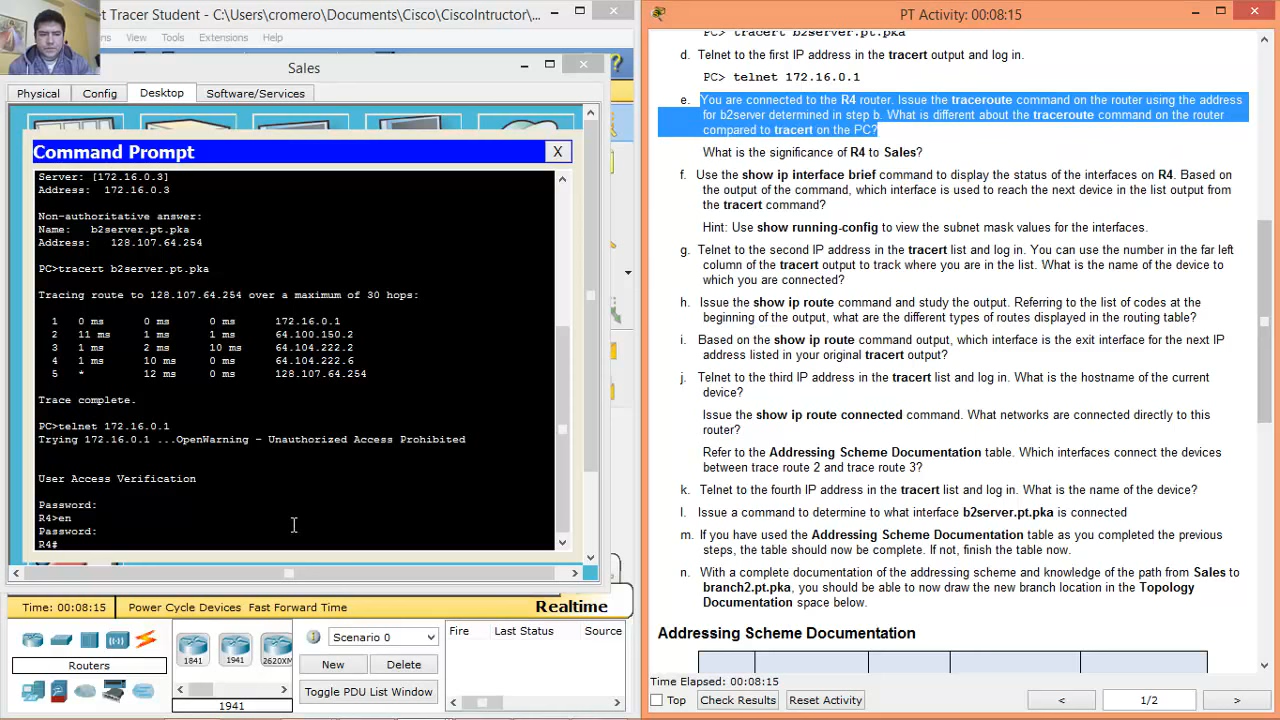 et Tracer Student - C:\Users\cromero\Documents\Cisco\CiscoIntructor\...
View Tools Extensions Help
Sales
Physical Config Desktop Software/Services
Command Prompt X
Server: [172.16.0.3]
Address: 172.16.0.3
Non-authoritative answer:
Name: b2server.pt.pka
Address: 128.107.64.254
PC>tracert b2server.pt.pka
Tracing route to 128.107.64.254 over a maximum of 30 hops:
1 0 ms 0 ms 0 ms 172.16.0.1
2 11 ms 1 ms 1 ms 64.100.150.2
3 1 ms 2 ms 10 ms 64.104.222.2
4 1 ms 10 ms 0 ms 64.104.222.6
5 * 12 ms 0 ms 128.107.64.254
Trace complete.
PC>telnet 172.16.0.1
Trying 172.16.0.1 ...OpenWarning - Unauthorized Access Prohibited
User Access Verification
Password:
R4>en
Password:
R4#
Time: 00:08:15 Power Cycle Devices Fast Forward Time Realtime
Routers
1841 1941 2620XM
1941
Scenario 0
New Delete
Toggle PDU List Window
Fire Last Status Source
PT Activity: 00:08:15
PC> tracert b2server.pt.pka
d. Telnet to the first IP address in the tracert output and log in.
PC> telnet 172.16.0.1
e. You are connected to the R4 router. Issue the traceroute command on the router using the address
for b2server determined in step b. What is different about the traceroute command on the router
compared to tracert on the PC?
What is the significance of R4 to Sales?
f. Use the show ip interface brief command to display the status of the interfaces on R4. Based on
the output of the command, which interface is used to reach the next device in the list output from
the tracert command?
Hint: Use show running-config to view the subnet mask values for the interfaces.
g. Telnet to the second IP address in the tracert list and log in. You can use the number in the far left
column of the tracert output to track where you are in the list. What is the name of the device to
which you are connected?
h. Issue the show ip route command and study the output. Referring to the list of codes at the
beginning of the output, what are the different types of routes displayed in the routing table?
i. Based on the show ip route command output, which interface is the exit interface for the next IP
address listed in your original tracert output?
j. Telnet to the third IP address in the tracert list and log in. What is the hostname of the current
device?
Issue the show ip route connected command. What networks are connected directly to this
router?
Refer to the Addressing Scheme Documentation table. Which interfaces connect the devices
between trace route 2 and trace route 3?
k. Telnet to the fourth IP address in the tracert list and log in. What is the name of the device?
l. Issue a command to determine to what interface b2server.pt.pka is connected
m. If you have used the Addressing Scheme Documentation table as you completed the previous
steps, the table should now be complete. If not, finish the table now.
n. With a complete documentation of the addressing scheme and knowledge of the path from Sales to
branch2.pt.pka, you should be able to now draw the new branch location in the Topology
Documentation space below.
Addressing Scheme Documentation
Time Elapsed: 00:08:15
Top Check Results Reset Activity < 1/2 >